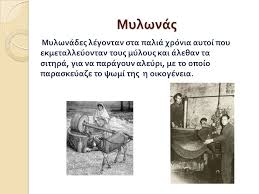 Μυλωνάς
Μυλωνάδες λέγονταν στα παλιά χρόνια αυτοί που
εκμεταλλεύονταν τους μύλους και άλεθαν τα
σιτηρά, για να παράγουν αλεύρι, με το οποίο
παρασκεύαζε το ψωμί της η οικογένεια.